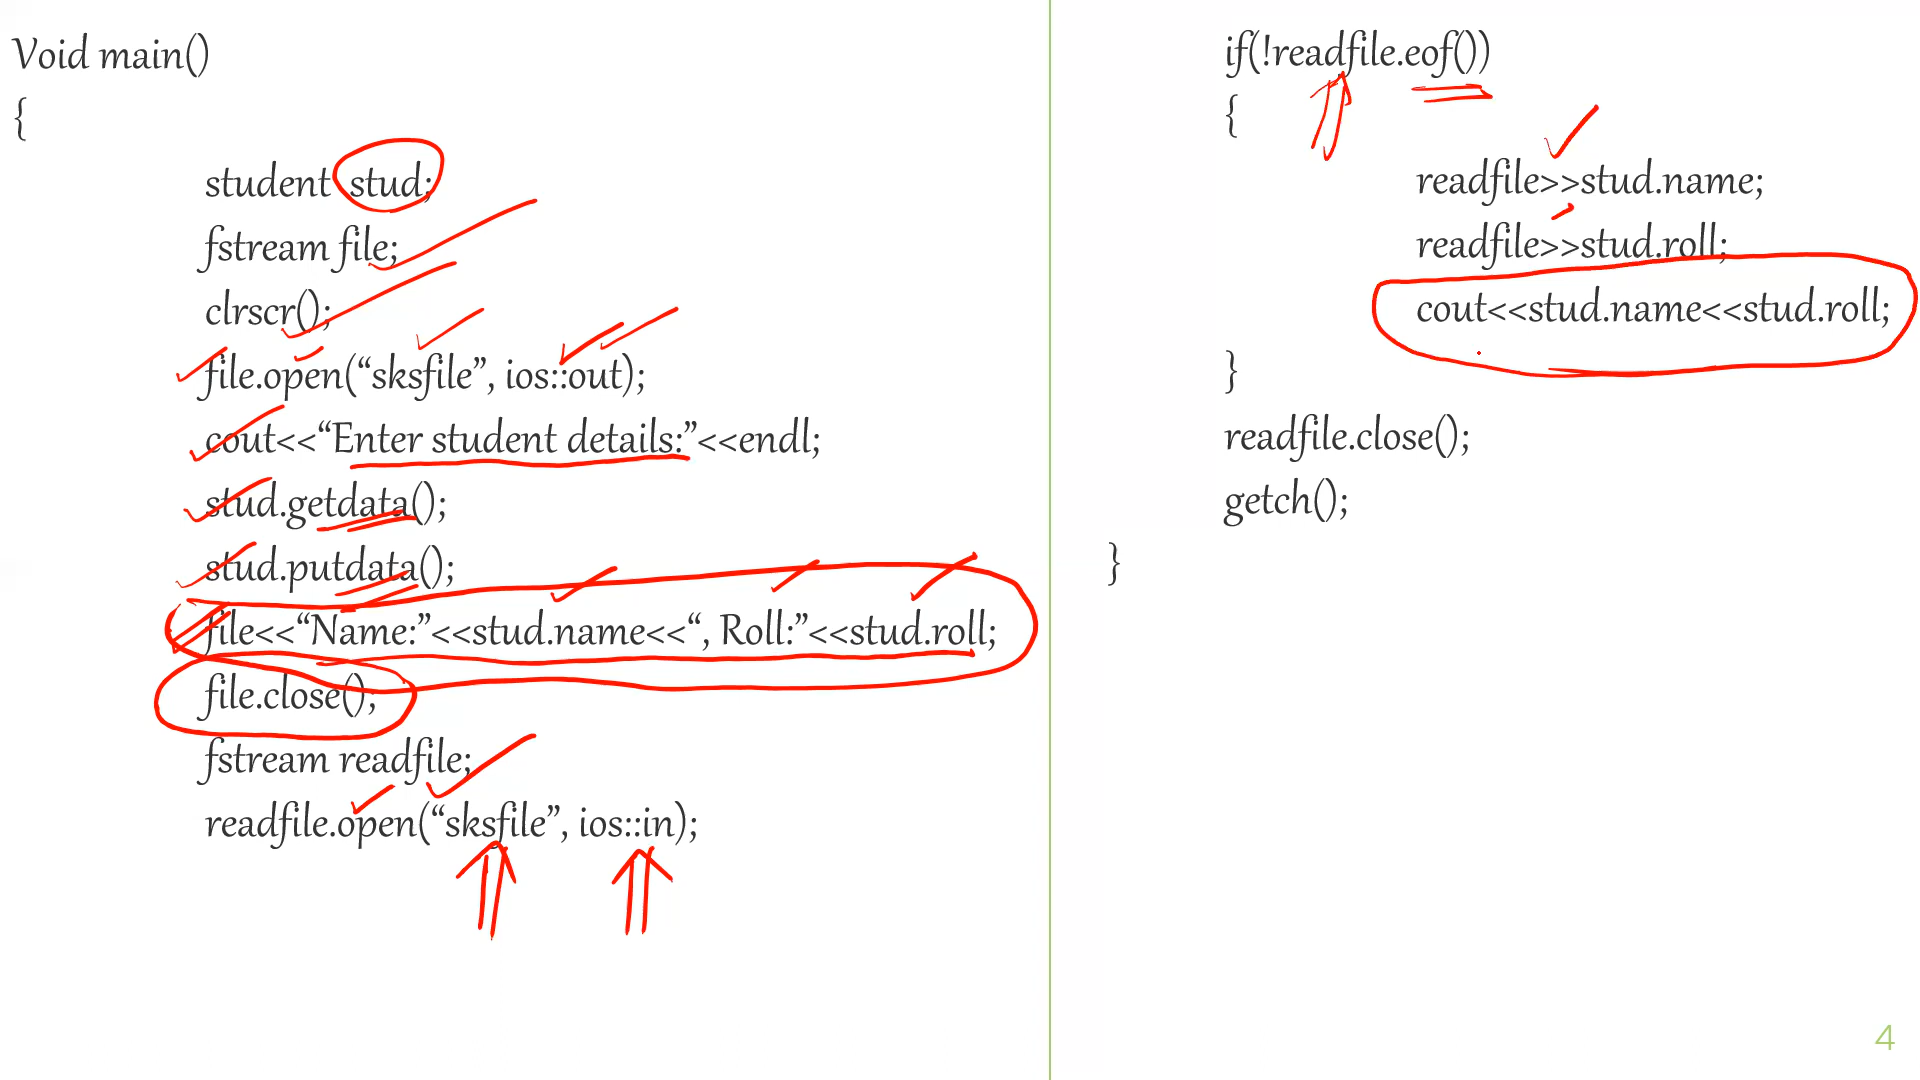 Void main()
{
student stud;
fstream file;
clrscr();
file.open(“sksfile”, ios::out);
cout<<“Enter student details:”<<endl;
stud.getdata();
stud.putdata();
file<<“Name:”<<stud.name<<“, Roll:”<<stud.roll;
file.close();
fstream readfile;
readfile.open(“sksfile”, ios::in);
if(!readfile.eof())
{
readfile>>stud.name;
readfile>>stud.roll;
cout<<stud.name<<stud.roll;
}
readfile.close();
getch();
}
4